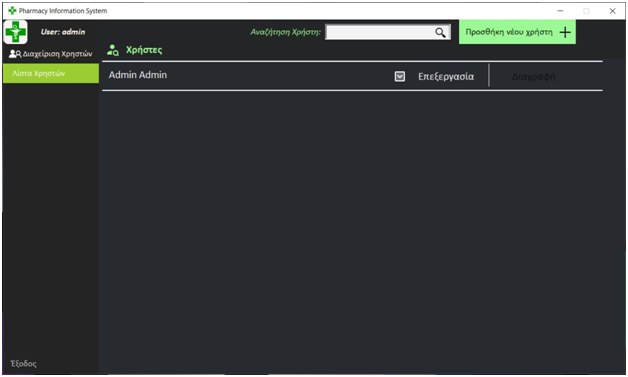 Pharmacy Information System
User: admin
Αναζήτηση Χρήστη:
Προσθήκη νέου χρήστη
Διαχείριση Χρηστών
Χρήστες
Λίστα Χρηστών
Admin Admin
Επεξεργασία
Διαγραφή
Έξοδος